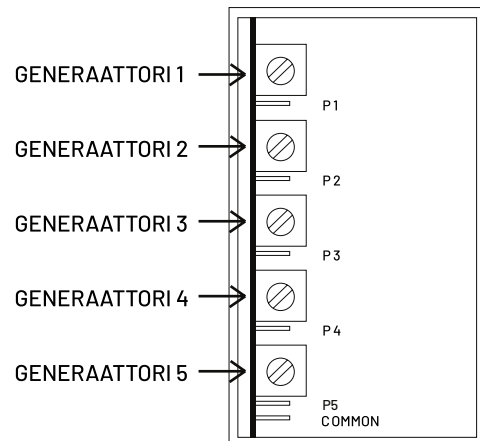 GENERAATTORI 1
P1
GENERAATTORI 2
P2
GENERAATTORI 3
P3
GENERAATTORI 4
P4
GENERAATTORI 5
P5
COMMON